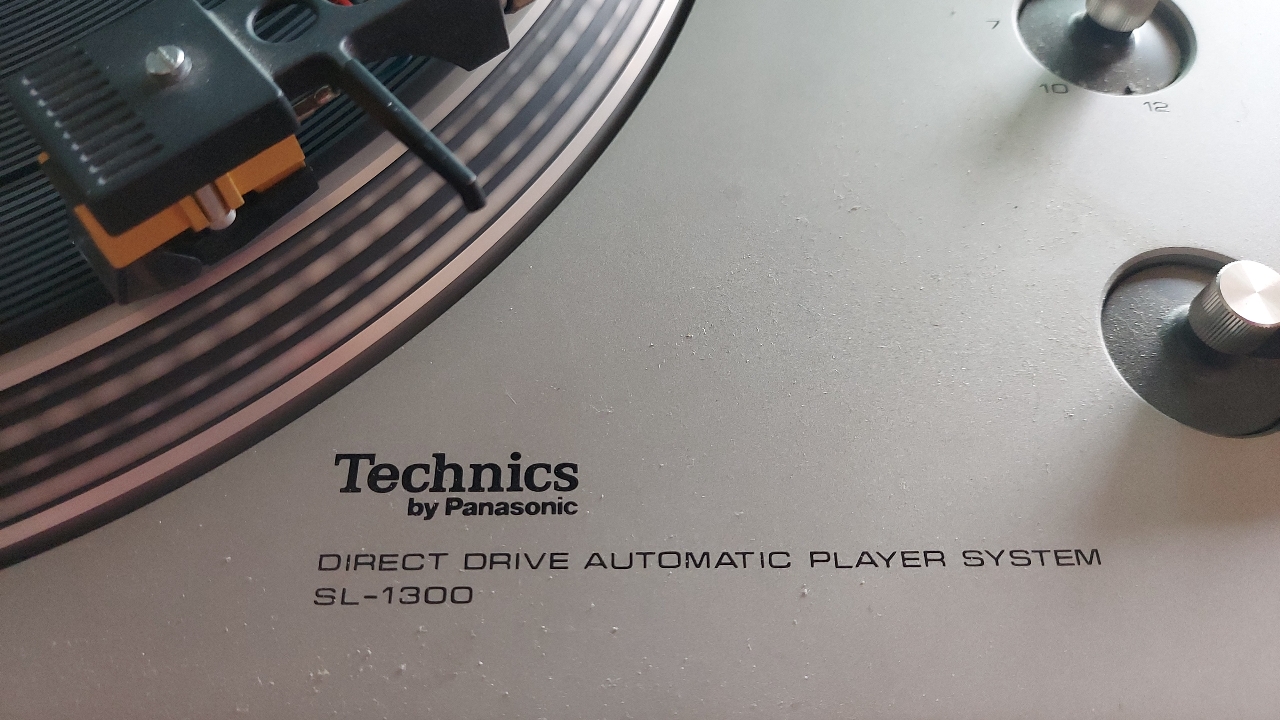 7
10
12
Technics
by Panasonic
DIRECT DRIVE AUTOMATIC PLAYER SYSTEM
SL-1300